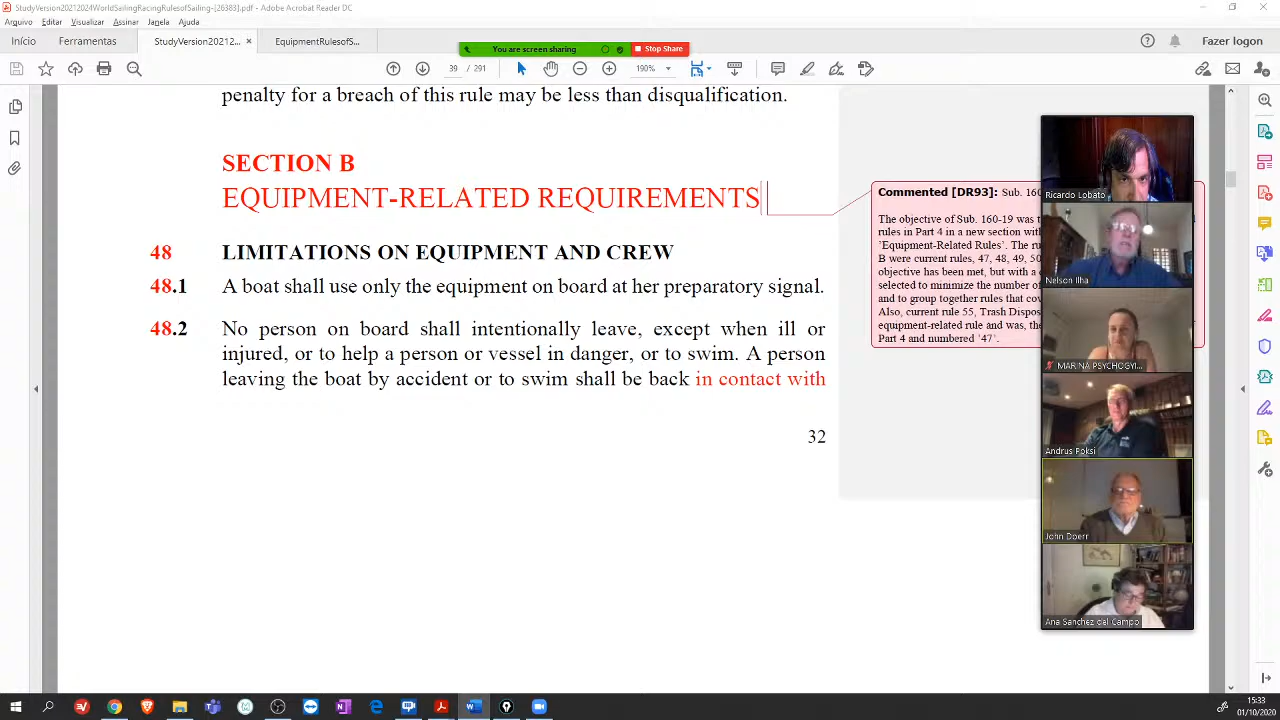 StudyVersion20212024WorldSailingRacingRulesofSailing-[26383].pdf - Adobe Acrobat Reader DC
Arquivo Editar Visualizar Assinar Janela Ajuda
Início Ferramentas StudyVersion20212... × EquipmentRulesofS... Fazer logon
You are screen sharing Stop Share
39 / 291 190%
penalty for a breach of this rule may be less than disqualification.
SECTION B
EQUIPMENT-RELATED REQUIREMENTS
48 LIMITATIONS ON EQUIPMENT AND CREW
48.1 A boat shall use only the equipment on board at her preparatory signal.
48.2 No person on board shall intentionally leave, except when ill or
injured, or to help a person or vessel in danger, or to swim. A person
leaving the boat by accident or to swim shall be back in contact with
32
Commented [DR93]: Sub. 160
The objective of Sub. 160-19 was t
rules in Part 4 in a new section with
'Equipment-Related Rules'. The ru
B were current rules, 47, 48, 49, 50
objective has been met, but with a
selected to minimize the number of
and to group together rules that cov
Also, current rule 55, Trash Dispos
equipment-related rule and was, the
Part 4 and numbered '47'.
Ricardo Lobato
Nelson Ilha
MARINA PSYCHOGYI...
Andrus Poksi
John Doerr
Ana Sanchez del Campo
15:33
01/10/2020